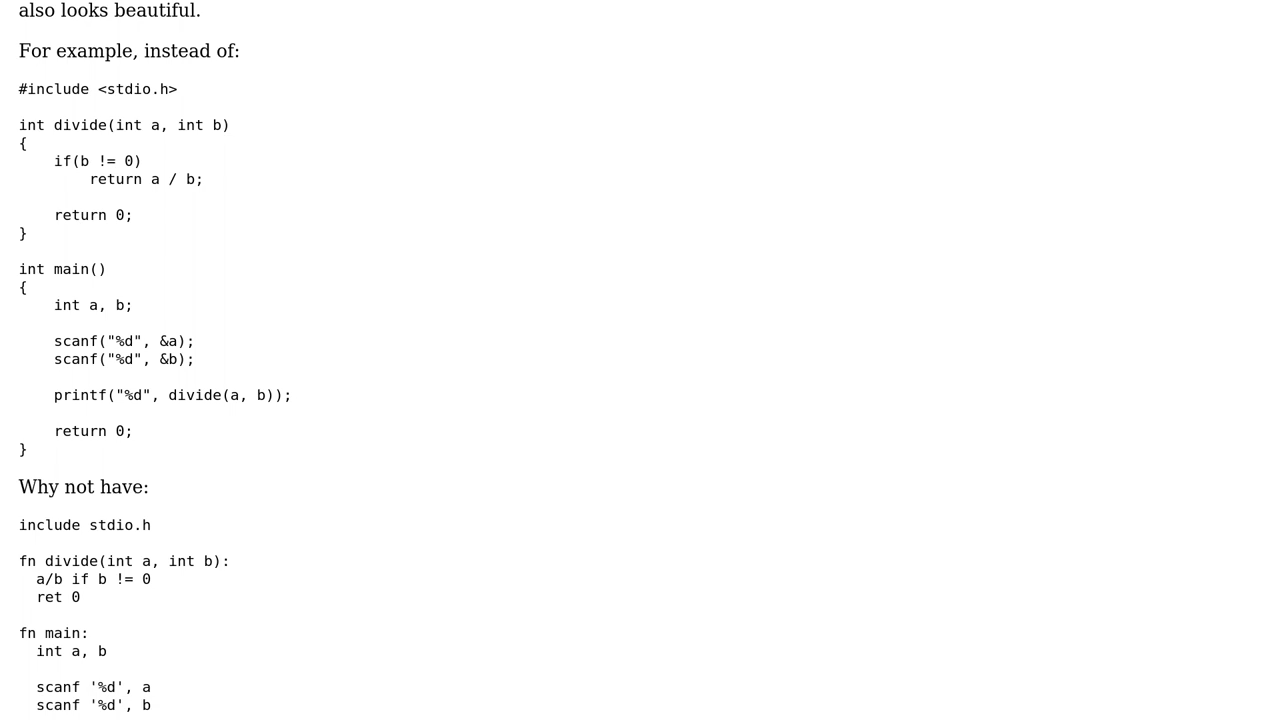 also looks beautiful.
For example, instead of:
#include <stdio.h>
int divide(int a, int b)
{
    if(b != 0)
        return a / b;
    return 0;
}
int main()
{
    int a, b;
    scanf("%d", &a);
    scanf("%d", &b);
    printf("%d", divide(a, b));
    return 0;
}
Why not have:
include stdio.h
fn divide(int a, int b):
  a/b if b != 0
  ret 0
fn main:
  int a, b
  scanf '%d', a
  scanf '%d', b